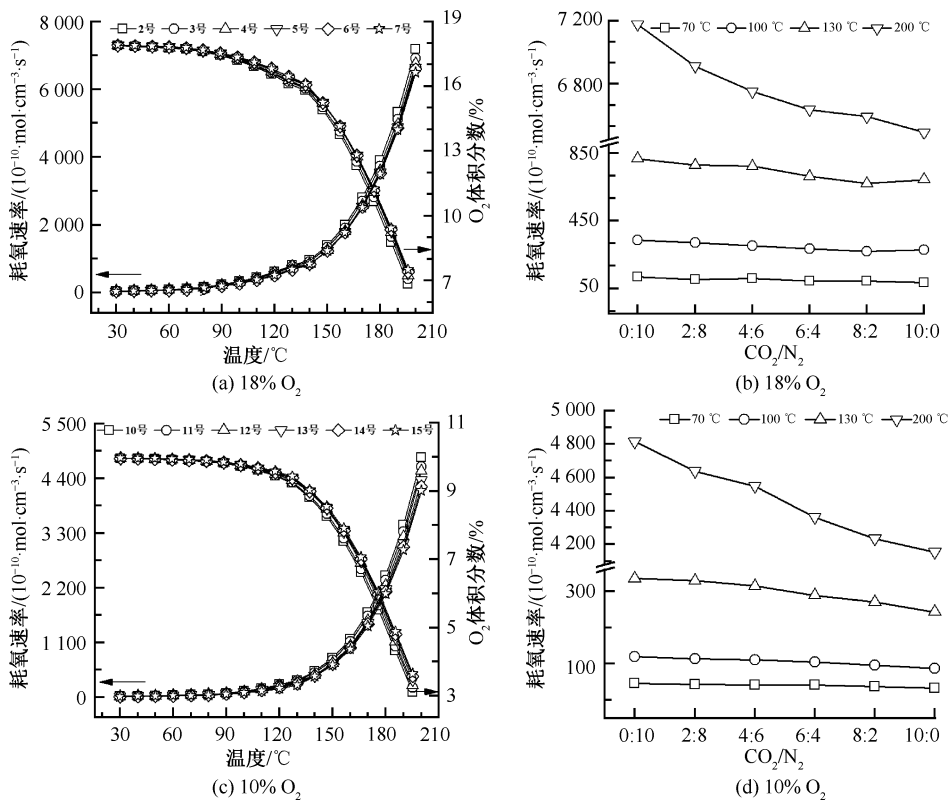 2号 3号 4号 5号 6号 7号
8 000
6 000
4 000
2 000
0
耗氧速率/(10⁻¹⁰·mol·cm⁻³·s⁻¹)
19
16
13
10
7
O₂体积分数/%
30 60 90 120 150 180 210
温度/℃
(a) 18% O₂
70 ℃ 100 ℃ 130 ℃ 200 ℃
7 200
6 800
850
450
50
耗氧速率/(10⁻¹⁰·mol·cm⁻³·s⁻¹)
0:10 2:8 4:6 6:4 8:2 10:0
CO₂/N₂
(b) 18% O₂
10号 11号 12号 13号 14号 15号
5 500
4 400
3 300
2 200
1 100
0
耗氧速率/(10⁻¹⁰·mol·cm⁻³·s⁻¹)
11
9
7
5
3
O₂体积分数/%
30 60 90 120 150 180 210
温度/℃
(c) 10% O₂
70 ℃ 100 ℃ 130 ℃ 200 ℃
5 000
4 800
4 600
4 400
4 200
300
100
耗氧速率/(10⁻¹⁰·mol·cm⁻³·s⁻¹)
0:10 2:8 4:6 6:4 8:2 10:0
CO₂/N₂
(d) 10% O₂